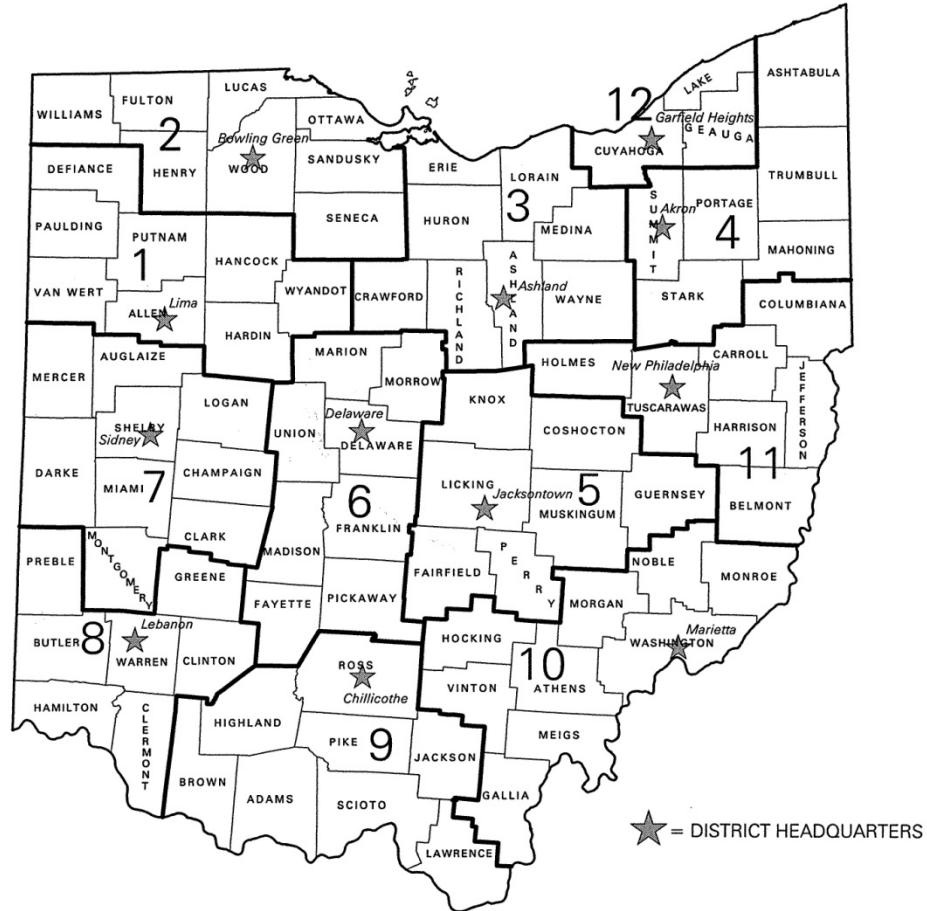 LAKE
ASHTABULA
LUCAS
FULTON
WILLIAMS
2
OTTAWA
12
Garfield Heights
GEAUGA
Bowling Green
CUYAHOGA
WOOD
SANDUSKY
HENRY
DEFIANCE
ERIE
LORAIN
TRUMBULL
3
SUMMIT
PORTAGE
Akron
4
SENECA
HURON
MEDINA
PAULDING
PUTNAM
1
HANCOCK
MAHONING
VAN WERT
WYANDOT
CRAWFORD
RICHLAND
ASHLAND
Ashland
WAYNE
STARK
COLUMBIANA
ALLEN
Lima
HARDIN
MARION
AUGLAIZE
HOLMES
CARROLL
New Philadelphia
JEFFERSON
MERCER
MORROW
KNOX
TUSCARAWAS
LOGAN
Delaware
HARRISON
SHELBY
Sidney
UNION
DELAWARE
COSHOCTON
11
DARKE
CHAMPAIGN
LICKING
Jacksontown
5
GUERNSEY
BELMONT
MIAMI
7
6
MUSKINGUM
FRANKLIN
CLARK
MADISON
PERRY
MONTGOMERY
PREBLE
GREENE
FAIRFIELD
NOBLE
MONROE
FAYETTE
PICKAWAY
MORGAN
Lebanon
HOCKING
Marietta
BUTLER
8
WARREN
CLINTON
WASHINGTON
ROSS
10
Chillicothe
VINTON
ATHENS
HAMILTON
CLERMONT
HIGHLAND
PIKE
9
JACKSON
MEIGS
BROWN
ADAMS
SCIOTO
GALLIA
LAWRENCE
= DISTRICT HEADQUARTERS